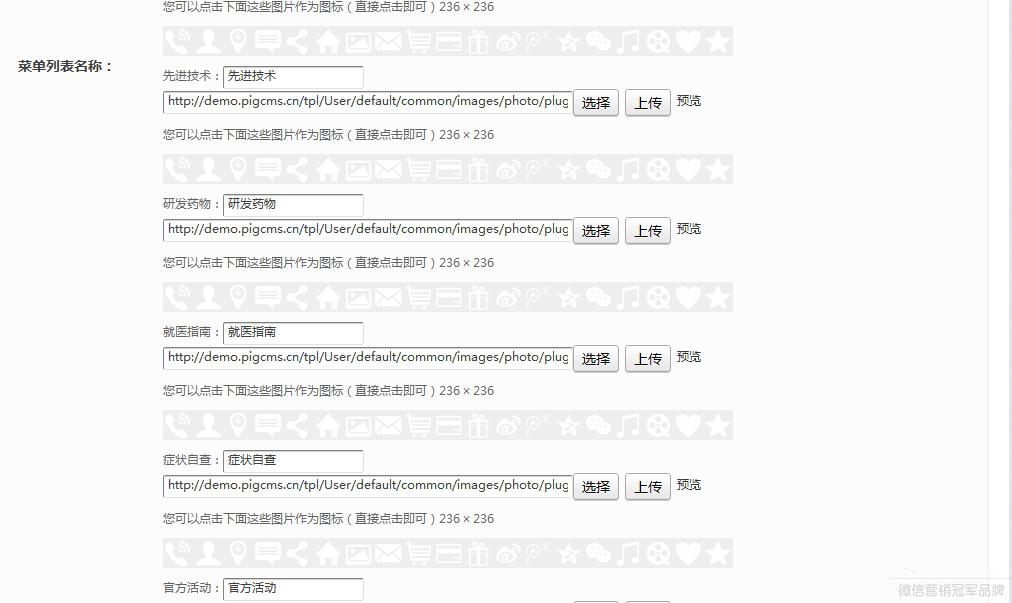 您可以点击下面这些图片作为图标（直接点击即可）236 × 236
菜单列表名称：
先进技术： 先进技术
http://demo.pigcms.cn/tpl/User/default/common/images/photo/plug 选择 上传 预览
您可以点击下面这些图片作为图标（直接点击即可）236 × 236
研发药物： 研发药物
http://demo.pigcms.cn/tpl/User/default/common/images/photo/plug 选择 上传 预览
您可以点击下面这些图片作为图标（直接点击即可）236 × 236
就医指南： 就医指南
http://demo.pigcms.cn/tpl/User/default/common/images/photo/plug 选择 上传 预览
您可以点击下面这些图片作为图标（直接点击即可）236 × 236
症状自查： 症状自查
http://demo.pigcms.cn/tpl/User/default/common/images/photo/plug 选择 上传 预览
您可以点击下面这些图片作为图标（直接点击即可）236 × 236
官方活动： 官方活动
微信营销冠军品牌